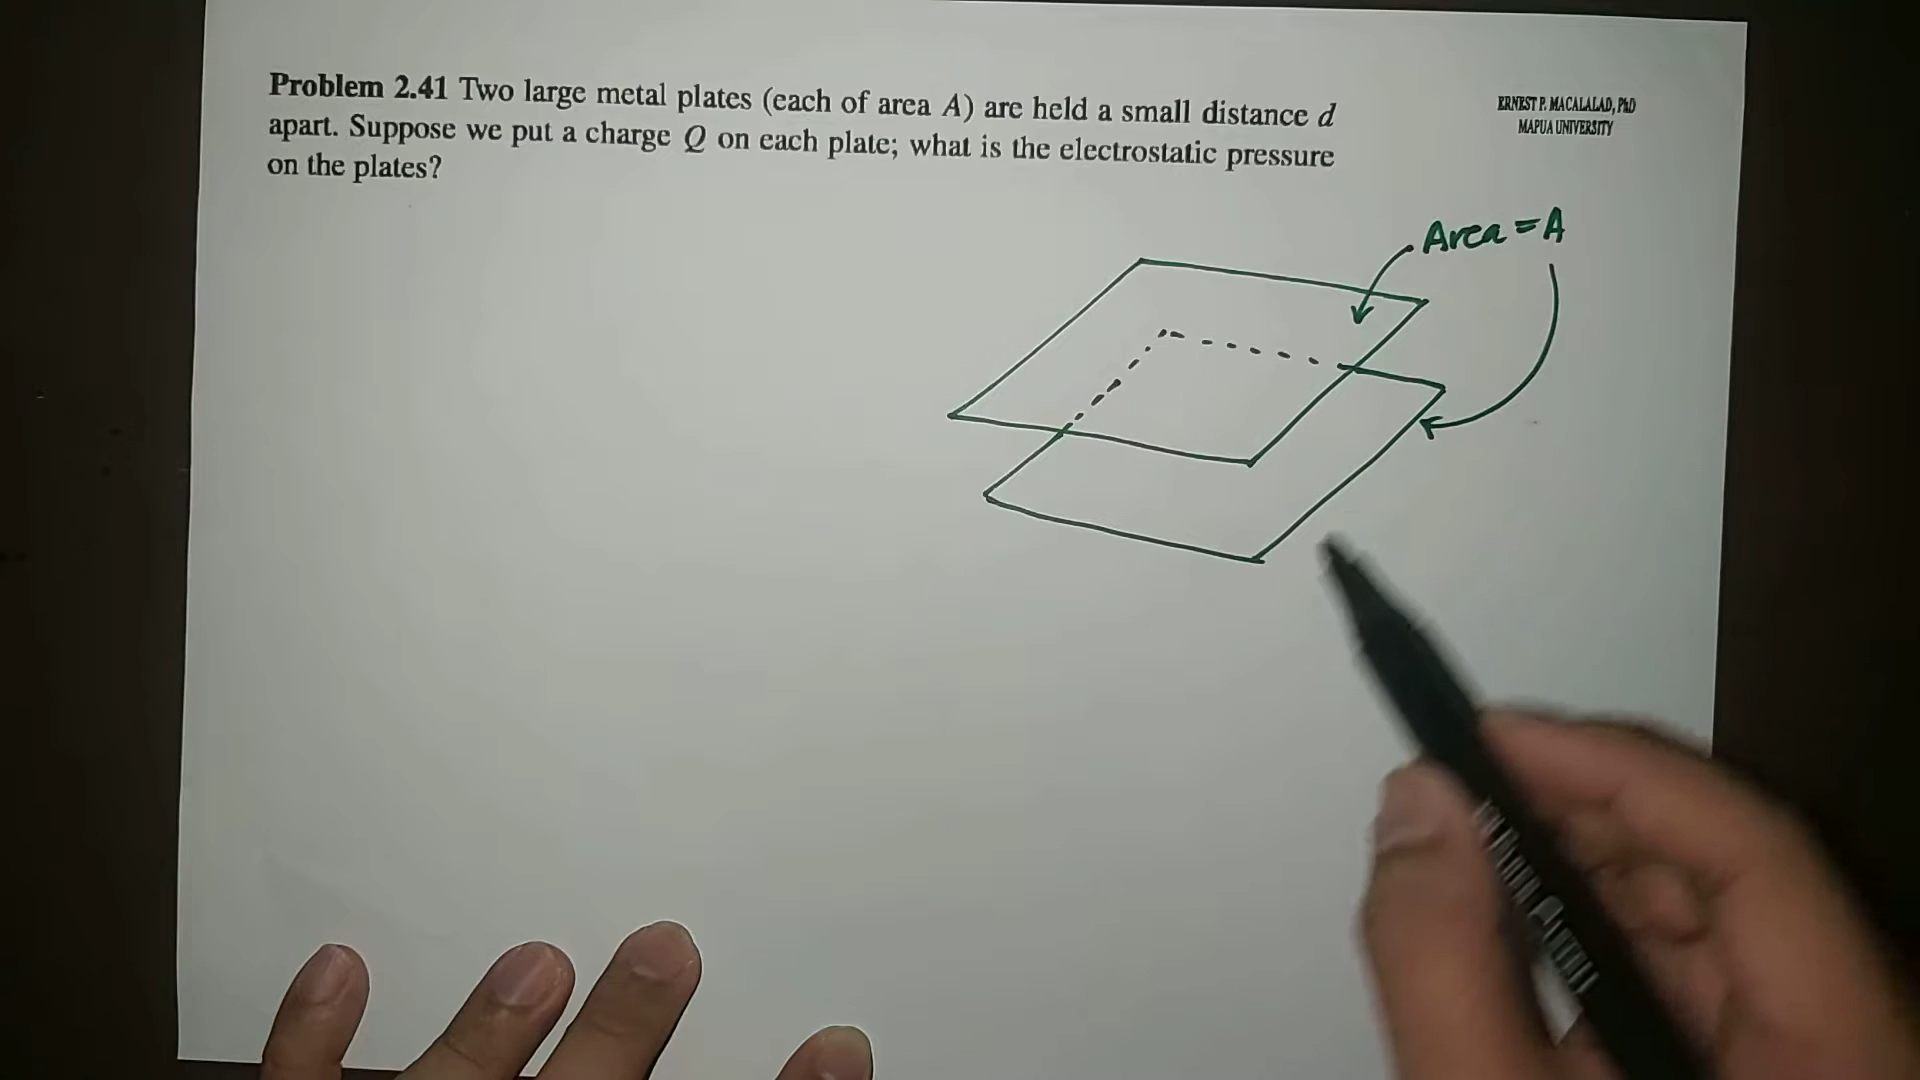 Problem 2.41 Two large metal plates (each of area A) are held a small distance d
apart. Suppose we put a charge Q on each plate; what is the electrostatic pressure
on the plates?
ERNEST P. MACALALAD, PhD
MAPUA UNIVERSITY
Area = A